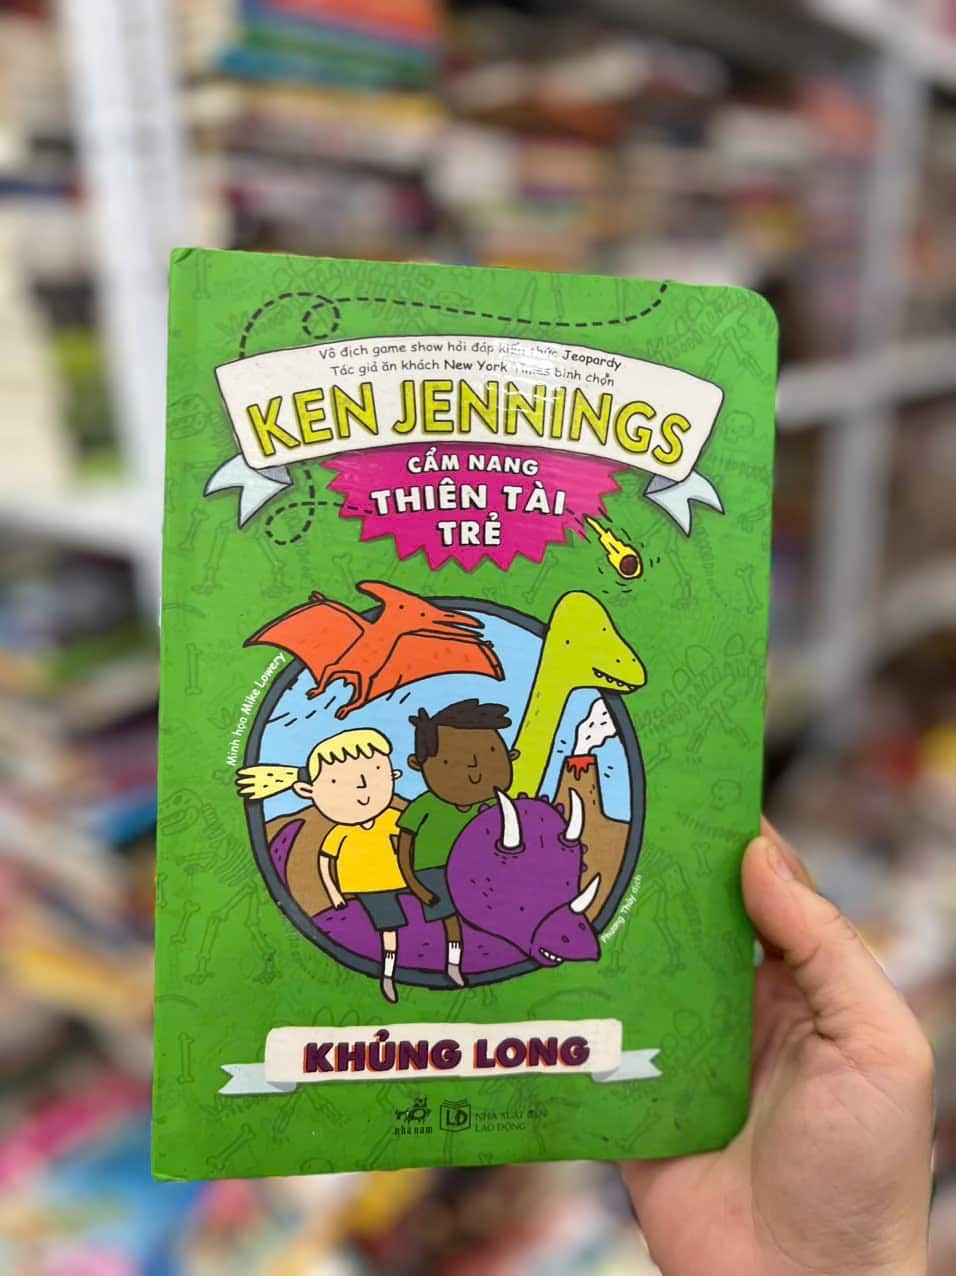 Vô địch game show hỏi đáp kiến thức Jeopardy
Tác giả ăn khách New York Times bình chọn
KEN JENNINGS
CẨM NANG
THIÊN TÀI
TRẺ
Minh họa Mike Lowery
Phương Thủy dịch
KHỦNG LONG
nhã nam
LĐ
NHÀ XUẤT BẢN
LAO ĐỘNG